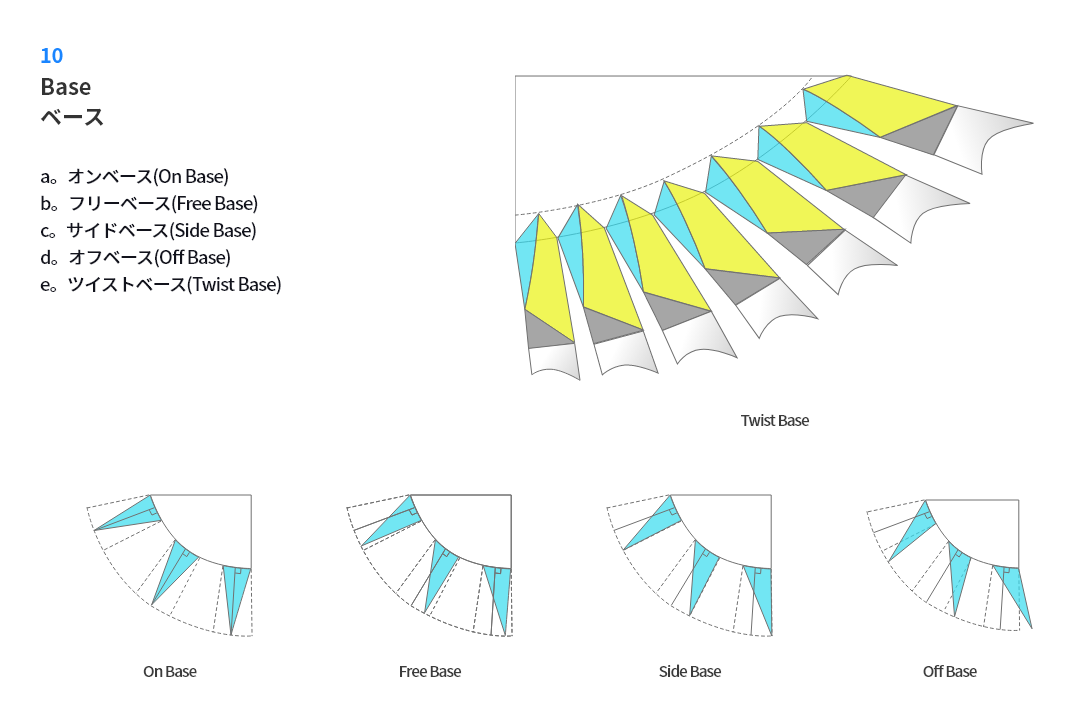 10
Base
ベース
a。オンベース(On Base)
b。フリーベース(Free Base)
c。サイドベース(Side Base)
d。オフベース(Off Base)
e。ツイストベース(Twist Base)
Twist Base
On Base
Free Base
Side Base
Off Base